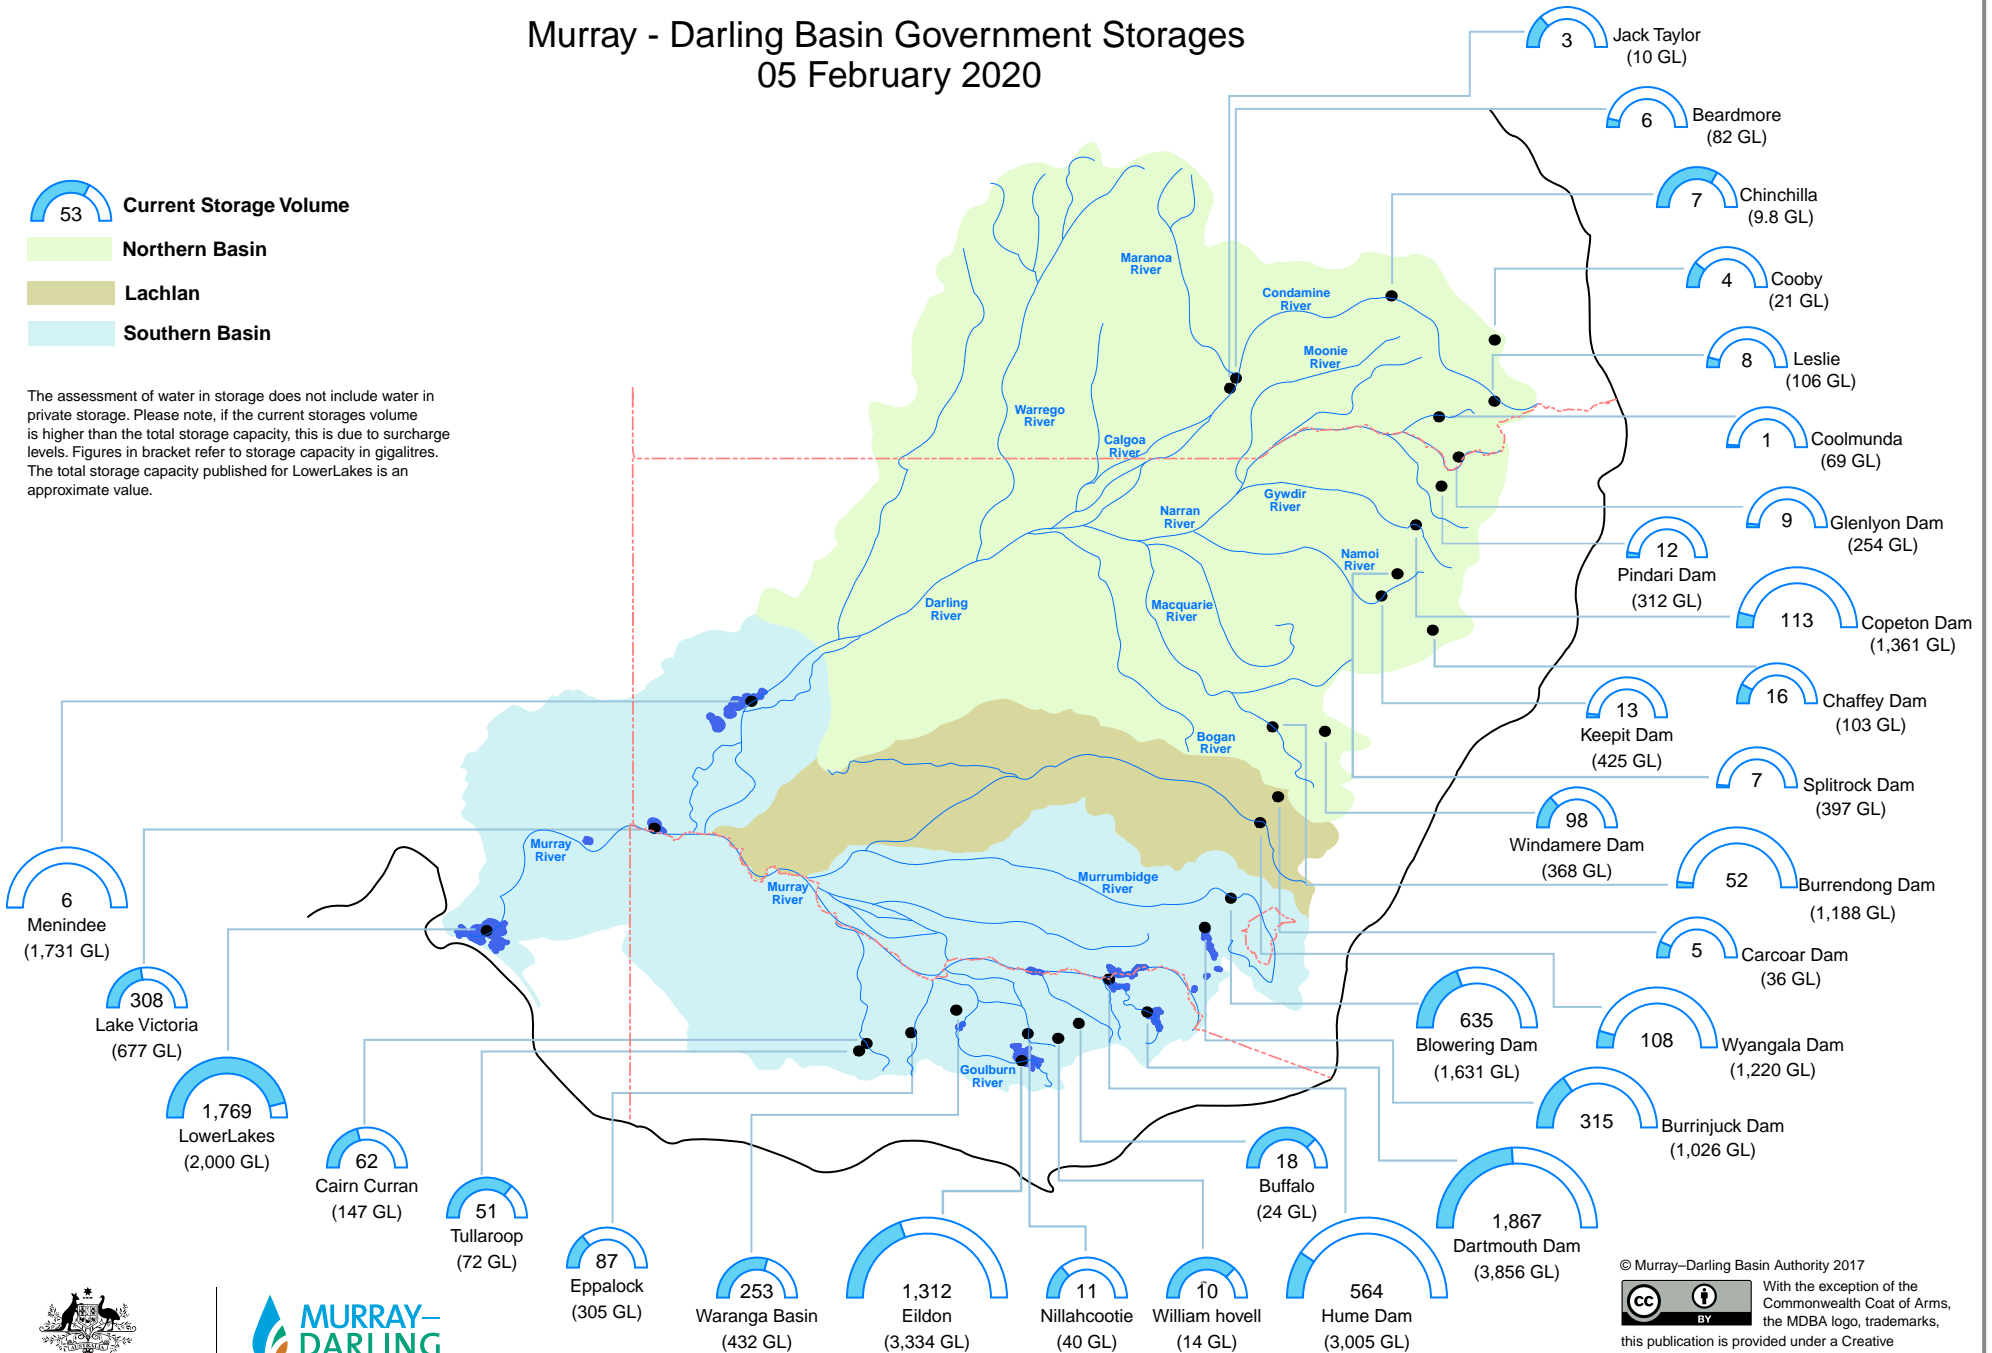 Murray - Darling Basin Government Storages
05 February 2020
53
Current Storage Volume
Northern Basin
Lachlan
Southern Basin
The assessment of water in storage does not include water in
private storage. Please note, if the current storages volume
is higher than the total storage capacity, this is due to surcharge
levels. Figures in bracket refer to storage capacity in gigalitres.
The total storage capacity published for LowerLakes is an
approximate value.
3
Jack Taylor
(10 GL)
6
Beardmore
(82 GL)
7
Chinchilla
(9.8 GL)
4
Cooby
(21 GL)
8
Leslie
(106 GL)
1
Coolmunda
(69 GL)
9
Glenlyon Dam
(254 GL)
12
Pindari Dam
(312 GL)
113
Copeton Dam
(1,361 GL)
16
Chaffey Dam
(103 GL)
13
Keepit Dam
(425 GL)
7
Splitrock Dam
(397 GL)
98
Windamere Dam
(368 GL)
52
Burrendong Dam
(1,188 GL)
5
Carcoar Dam
(36 GL)
635
Blowering Dam
(1,631 GL)
108
Wyangala Dam
(1,220 GL)
315
Burrinjuck Dam
(1,026 GL)
1,867
Dartmouth Dam
(3,856 GL)
18
Buffalo
(24 GL)
564
Hume Dam
(3,005 GL)
10
William hovell
(14 GL)
11
Nillahcootie
(40 GL)
1,312
Eildon
(3,334 GL)
253
Waranga Basin
(432 GL)
87
Eppalock
(305 GL)
51
Tullaroop
(72 GL)
62
Cairn Curran
(147 GL)
1,769
LowerLakes
(2,000 GL)
308
Lake Victoria
(677 GL)
6
Menindee
(1,731 GL)
Maranoa
River
Condamine
River
Moonie
River
Warrego
River
Calgoa
River
Gywdir
River
Narran
River
Namoi
River
Darling
River
Macquarie
River
Bogan
River
Murray
River
Murray
River
Murrumbidge
River
Goulburn
River
AUSTRALIA
MURRAY–
DARLING
© Murray–Darling Basin Authority 2017
cc
BY
With the exception of the
Commonwealth Coat of Arms,
the MDBA logo, trademarks,
this publication is provided under a Creative